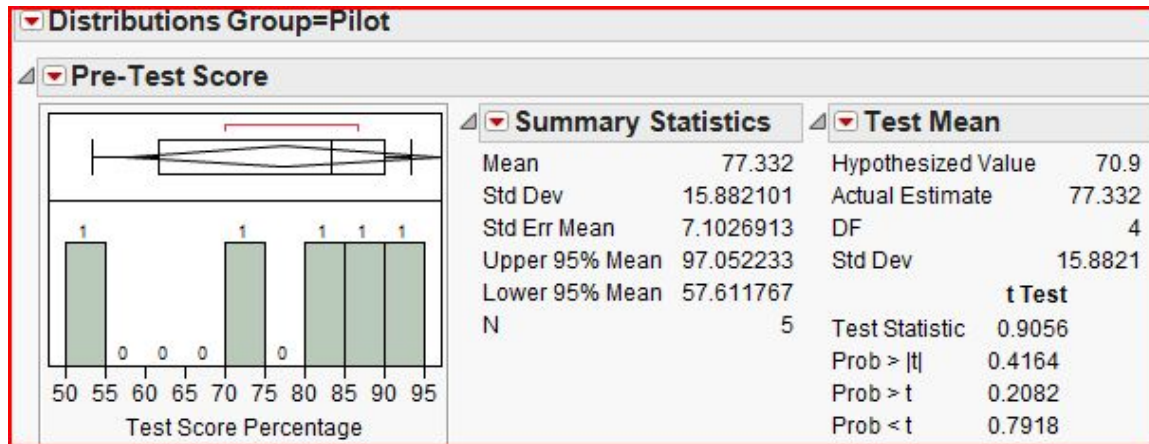 Distributions Group=Pilot
Pre-Test Score
1 0 0 0 1 0 1 1 1
50 55 60 65 70 75 80 85 90 95
Test Score Percentage
Summary Statistics
Mean 77.332
Std Dev 15.882101
Std Err Mean 7.1026913
Upper 95% Mean 97.052233
Lower 95% Mean 57.611767
N 5
Test Mean
Hypothesized Value 70.9
Actual Estimate 77.332
DF 4
Std Dev 15.8821
t Test
Test Statistic 0.9056
Prob > |t| 0.4164
Prob > t 0.2082
Prob < t 0.7918